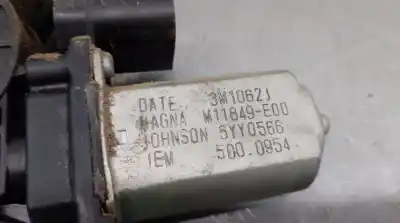 DATE 3M1062J
MAGNA M11849-E00
JOHNSON 5YY0566
IEM 500.0954